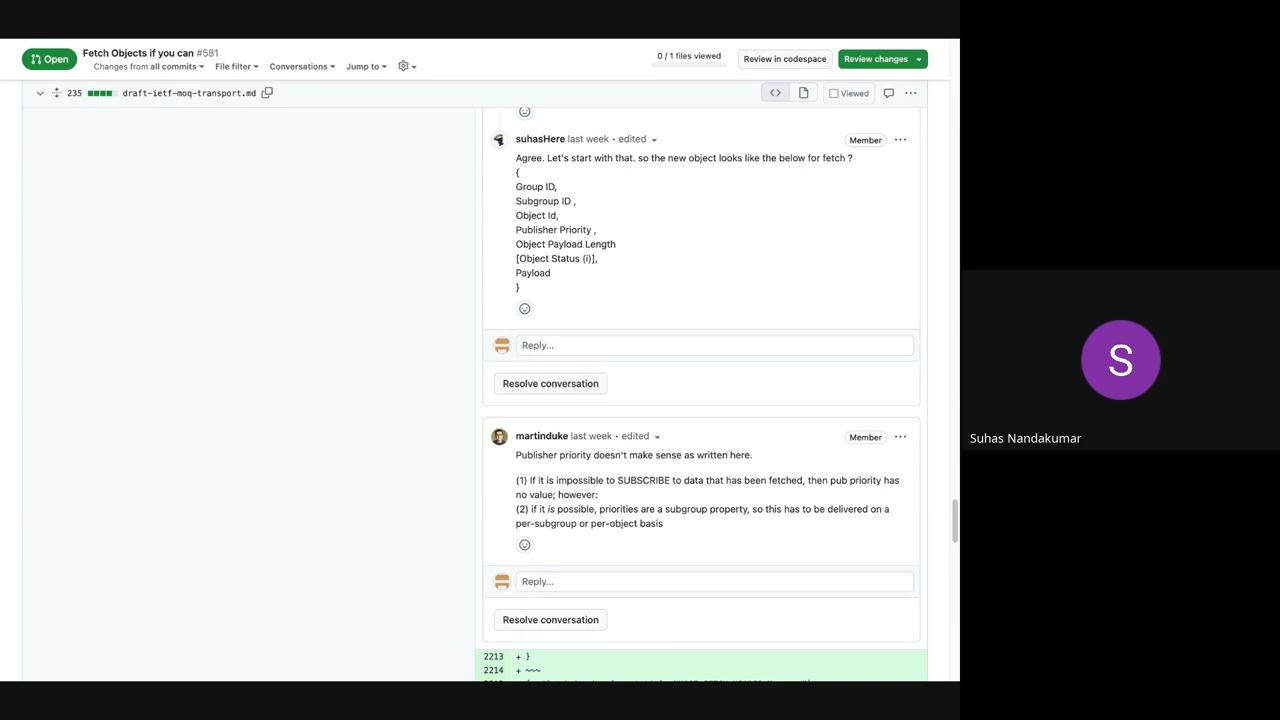 Open
Fetch Objects if you can #581
Changes from all commits
File filter
Conversations
Jump to
0 / 1 files viewed
Review in codespace
Review changes
235
draft-ietf-moq-transport.md
Viewed
suhasHere last week • edited
Member
Agree. Let's start with that. so the new object looks like the below for fetch ?
{
Group ID,
Subgroup ID ,
Object Id,
Publisher Priority ,
Object Payload Length
[Object Status (i)],
Payload
}
Reply...
Resolve conversation
martinduke last week • edited
Member
Publisher priority doesn't make sense as written here.
(1) If it is impossible to SUBSCRIBE to data that has been fetched, then pub priority has
no value; however:
(2) if it is possible, priorities are a subgroup property, so this has to be delivered on a
per-subgroup or per-object basis
Reply...
Resolve conversation
2213 + }
2214 + ~~~
S
Suhas Nandakumar